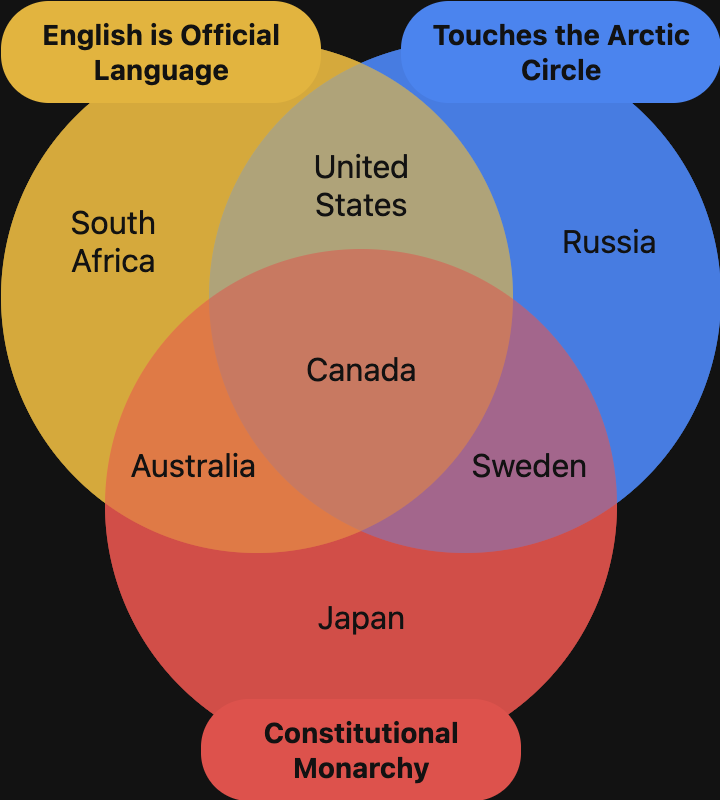 English is Official
Language
Touches the Arctic
Circle
United
States
South
Africa
Russia
Canada
Australia
Sweden
Japan
Constitutional
Monarchy